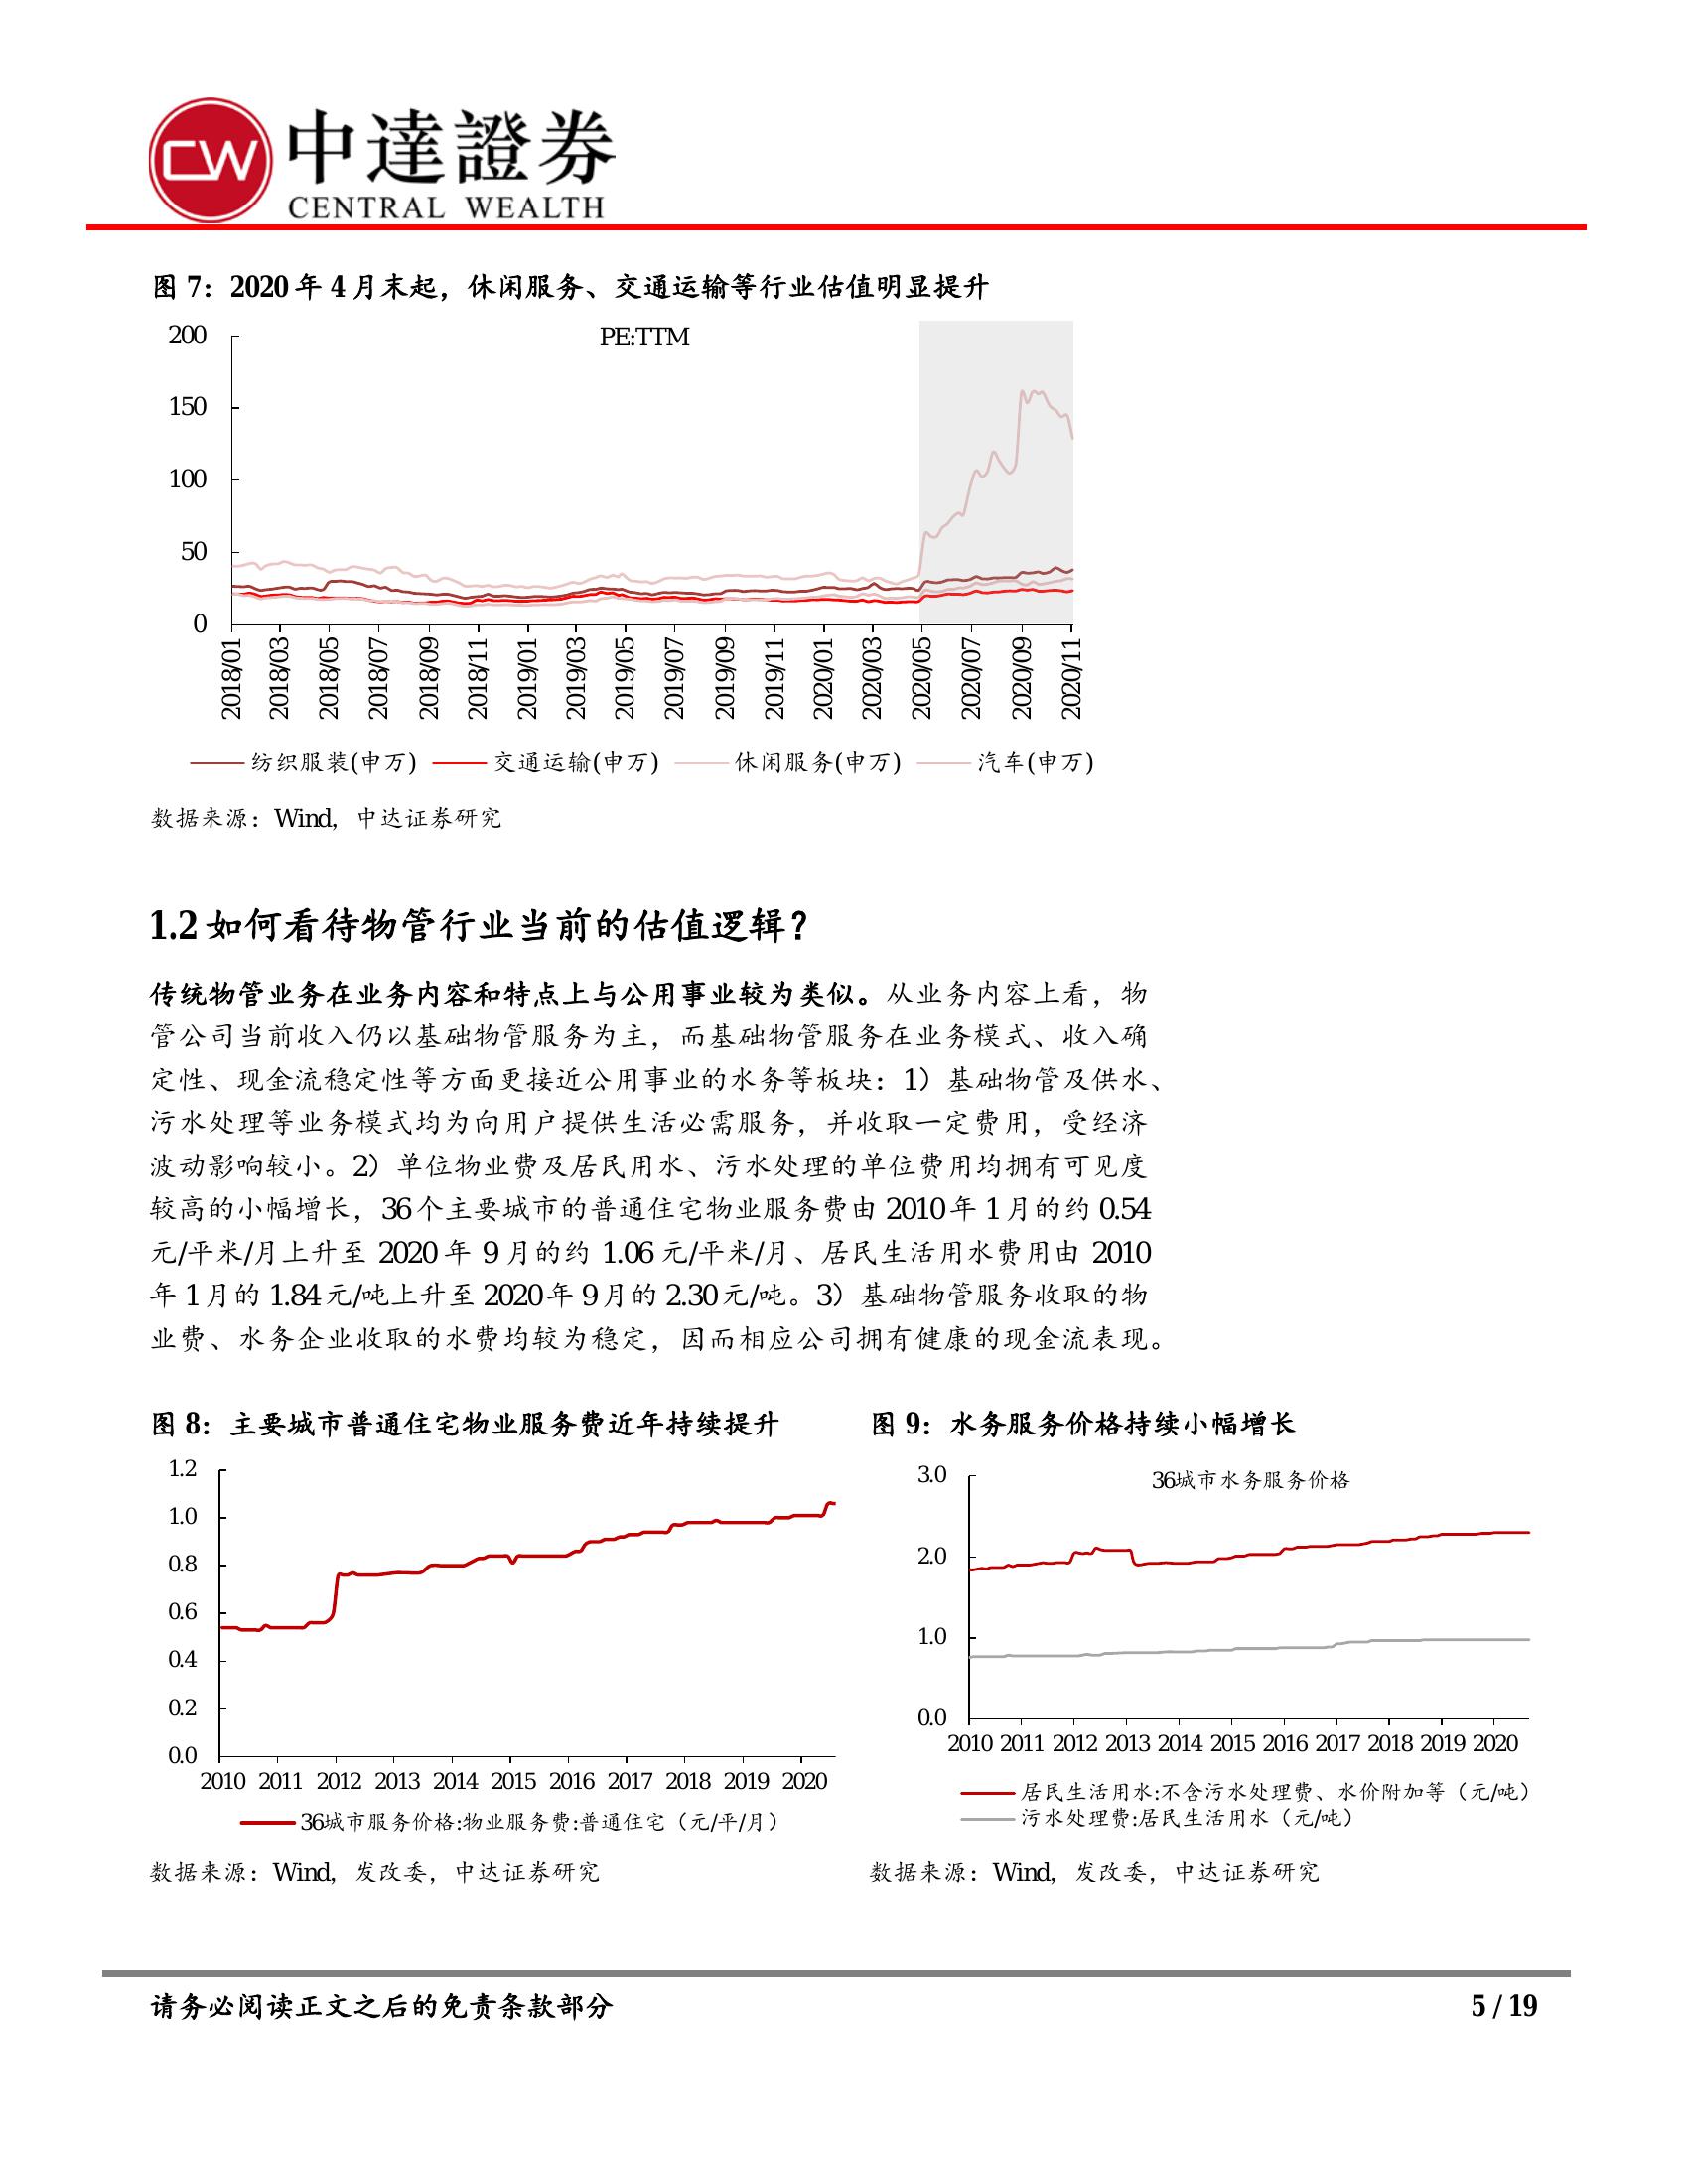 CW 中達證券
CENTRAL WEALTH
图 7：2020 年 4 月末起，休闲服务、交通运输等行业估值明显提升
PE:TTM
200
150
100
50
0
2018/01 2018/03 2018/05 2018/07 2018/09 2018/11 2019/01 2019/03 2019/05 2019/07 2019/09 2019/11 2020/01 2020/03 2020/05 2020/07 2020/09 2020/11
纺织服装(申万) 交通运输(申万) 休闲服务(申万) 汽车(申万)
数据来源：Wind，中达证券研究
1.2 如何看待物管行业当前的估值逻辑？
传统物管业务在业务内容和特点上与公用事业较为类似。从业务内容上看，物
管公司当前收入仍以基础物管服务为主，而基础物管服务在业务模式、收入确
定性、现金流稳定性等方面更接近公用事业的水务等板块：1）基础物管及供水、
污水处理等业务模式均为向用户提供生活必需服务，并收取一定费用，受经济
波动影响较小。2）单位物业费及居民用水、污水处理的单位费用均拥有可见度
较高的小幅增长，36 个主要城市的普通住宅物业服务费由 2010 年 1 月的约 0.54
元/平米/月上升至 2020 年 9 月的约 1.06 元/平米/月、居民生活用水费用由 2010
年 1 月的 1.84 元/吨上升至 2020 年 9 月的 2.30 元/吨。3）基础物管服务收取的物
业费、水务企业收取的水费均较为稳定，因而相应公司拥有健康的现金流表现。
图 8：主要城市普通住宅物业服务费近年持续提升
1.2
1.0
0.8
0.6
0.4
0.2
0.0
2010 2011 2012 2013 2014 2015 2016 2017 2018 2019 2020
36城市服务价格:物业服务费:普通住宅（元/平/月）
数据来源：Wind，发改委，中达证券研究
图 9：水务服务价格持续小幅增长
36城市水务服务价格
3.0
2.0
1.0
0.0
2010 2011 2012 2013 2014 2015 2016 2017 2018 2019 2020
居民生活用水:不含污水处理费、水价附加等（元/吨）
污水处理费:居民生活用水（元/吨）
数据来源：Wind，发改委，中达证券研究
请务必阅读正文之后的免责条款部分
5 / 19